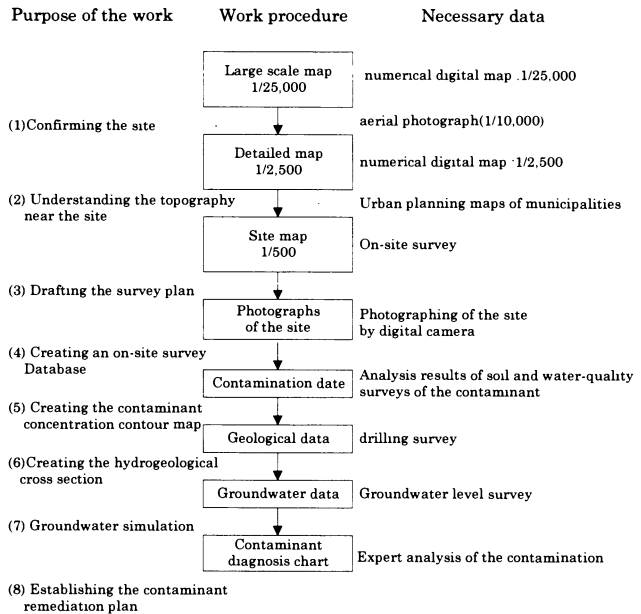 Purpose of the work
Work procedure
Necessary data
Large scale map
1/25,000
numerical digital map .1/25,000
(1)Confirming the site
aerial photograph(1/10,000)
Detailed map
1/2,500
numerical digital map ·1/2,500
(2) Understanding the topography
near the site
Urban planning maps of municipalities
Site map
1/500
On-site survey
(3) Drafting the survey plan
Photographs
of the site
Photographing of the site
by digital camera
(4) Creating an on-site survey
Database
Contamination date
Analysis results of soil and water-quality
surveys of the contaminant
(5) Creating the contaminant
concentration contour map
Geological data
drilling survey
(6)Creating the hydrogeological
cross section
Groundwater data
Groundwater level survey
(7) Groundwater simulation
Contaminant
diagnosis chart
Expert analysis of the contamination
(8) Establishing the contaminant
remediation plan